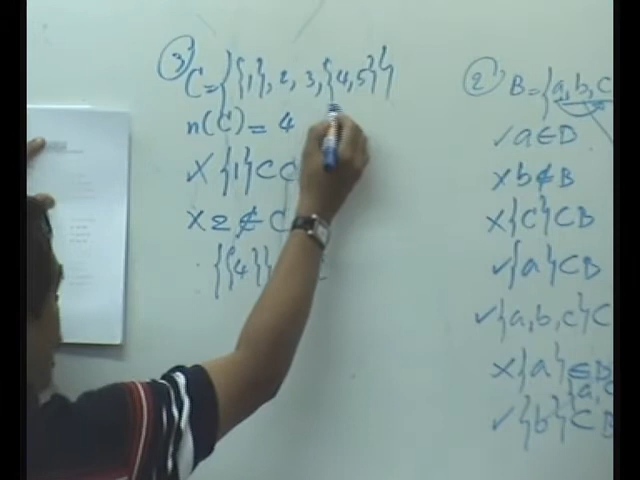 ③ C={{1}, 2, 3, {4,5}}
n(C) = 4
X {1}⊂C
X 2 ∉ C
{{4}}
② B={a,b,c
✓a∈D
X b∉B
X{c}⊂B
✓{a}⊂B
✓{a,b,c}⊂
X{a}∈D
✓{b}⊂B